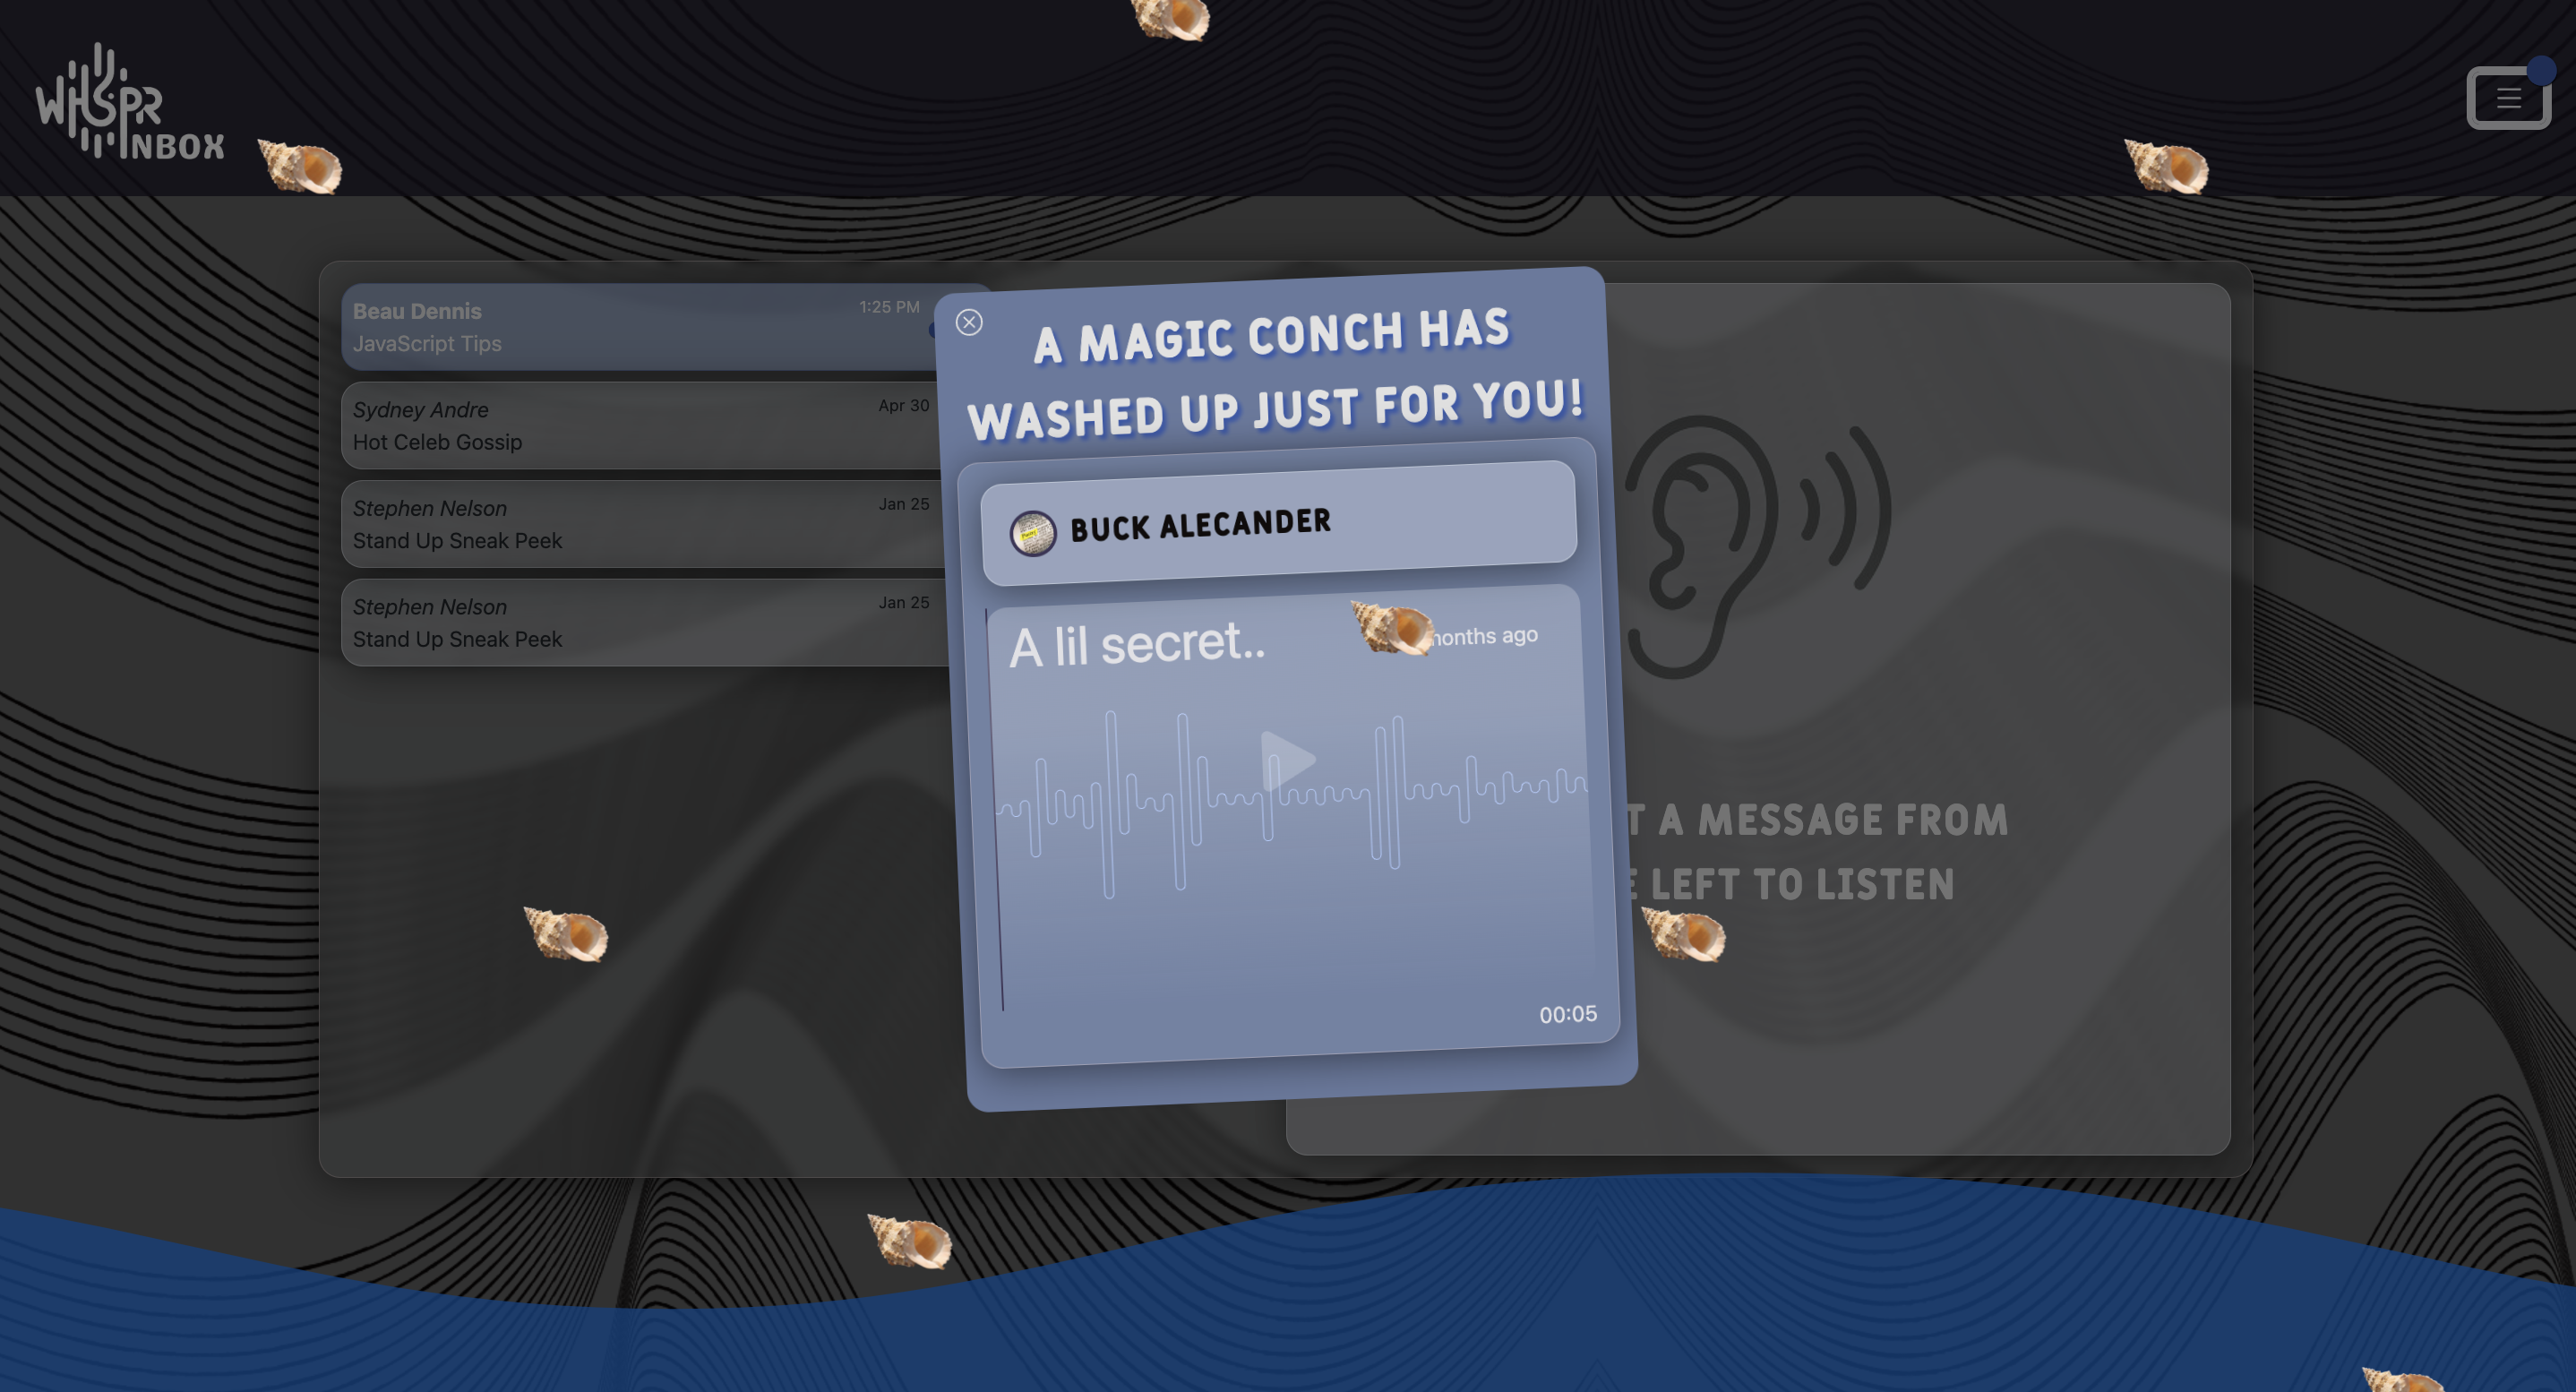 WHSPR
NBOX
Beau Dennis
1:25 PM
JavaScript Tips
Sydney Andre
Apr 30
Hot Celeb Gossip
Stephen Nelson
Jan 25
Stand Up Sneak Peek
Stephen Nelson
Jan 25
Stand Up Sneak Peek
A MAGIC CONCH HAS
WASHED UP JUST FOR YOU!
BUCK ALECANDER
A lil secret..
months ago
00:05
A MESSAGE FROM
LEFT TO LISTEN